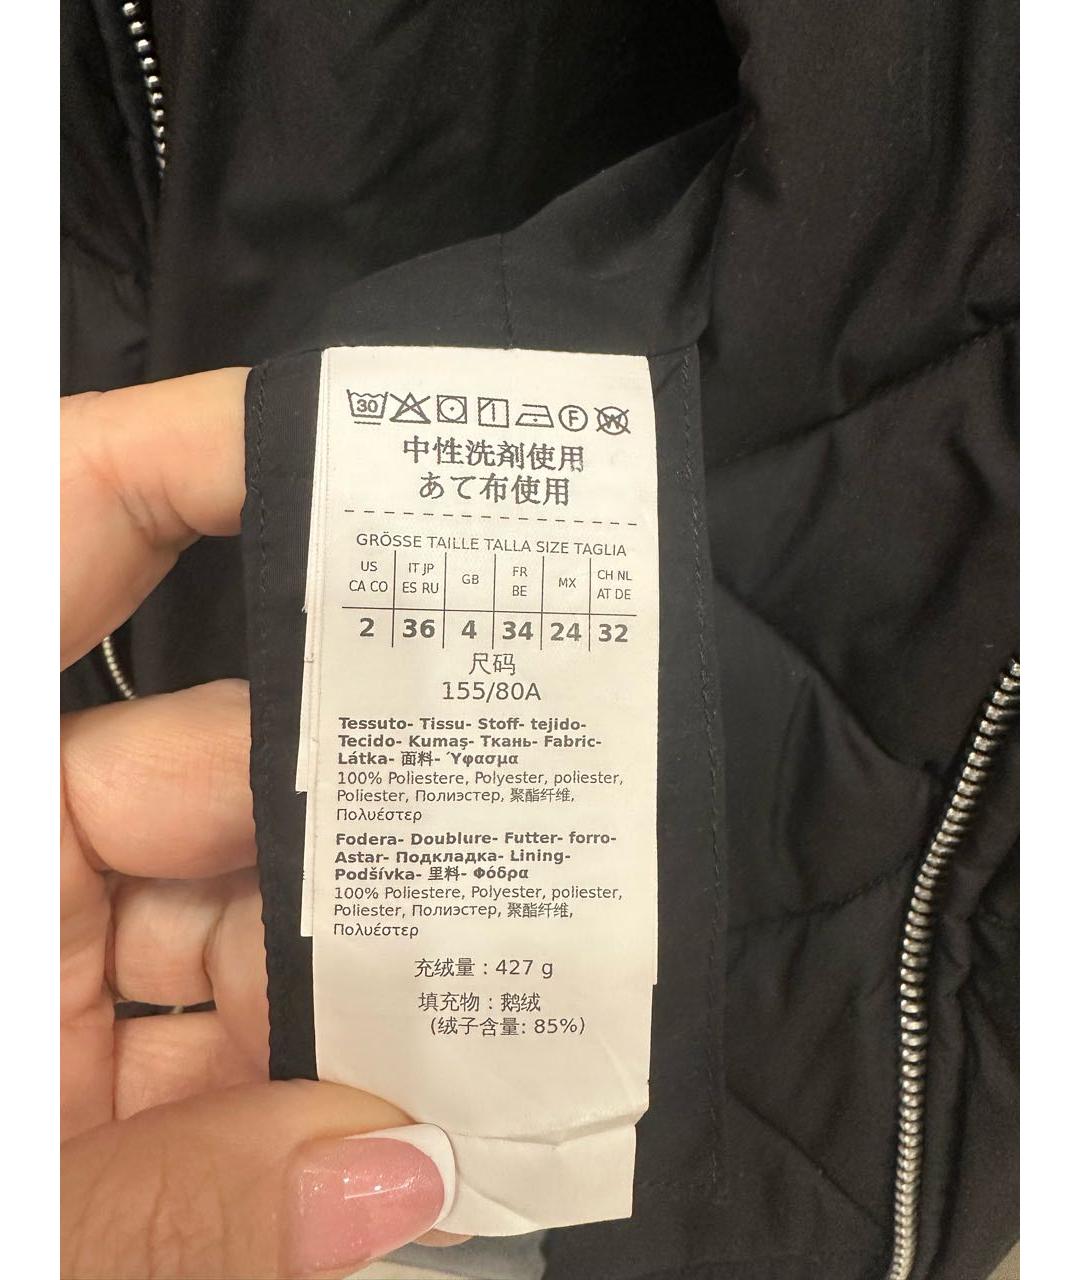 30 F W
中性洗剤使用
あて布使用
GRÖSSE TAILLE TALLA SIZE TAGLIA
US CA CO | IT JP ES RU | GB | FR BE | MX | CH NL AT DE
2 | 36 | 4 | 34 | 24 | 32
尺码
155/80A
Tessuto- Tissu- Stoff- tejido-
Tecido- Kumaş- Ткань- Fabric-
Látka- 面料- Ύφασμα
100% Poliestere, Polyester, poliester,
Poliester, Полиэстер, 聚酯纤维,
Πολυέστερ
Fodera- Doublure- Futter- forro-
Astar- Подкладка- Lining-
Podšívka- 里料- Φόδρα
100% Poliestere, Polyester, poliester,
Poliester, Полиэстер, 聚酯纤维,
Πολυέστερ
充绒量：427 g
填充物：鹅绒
(绒子含量: 85%)